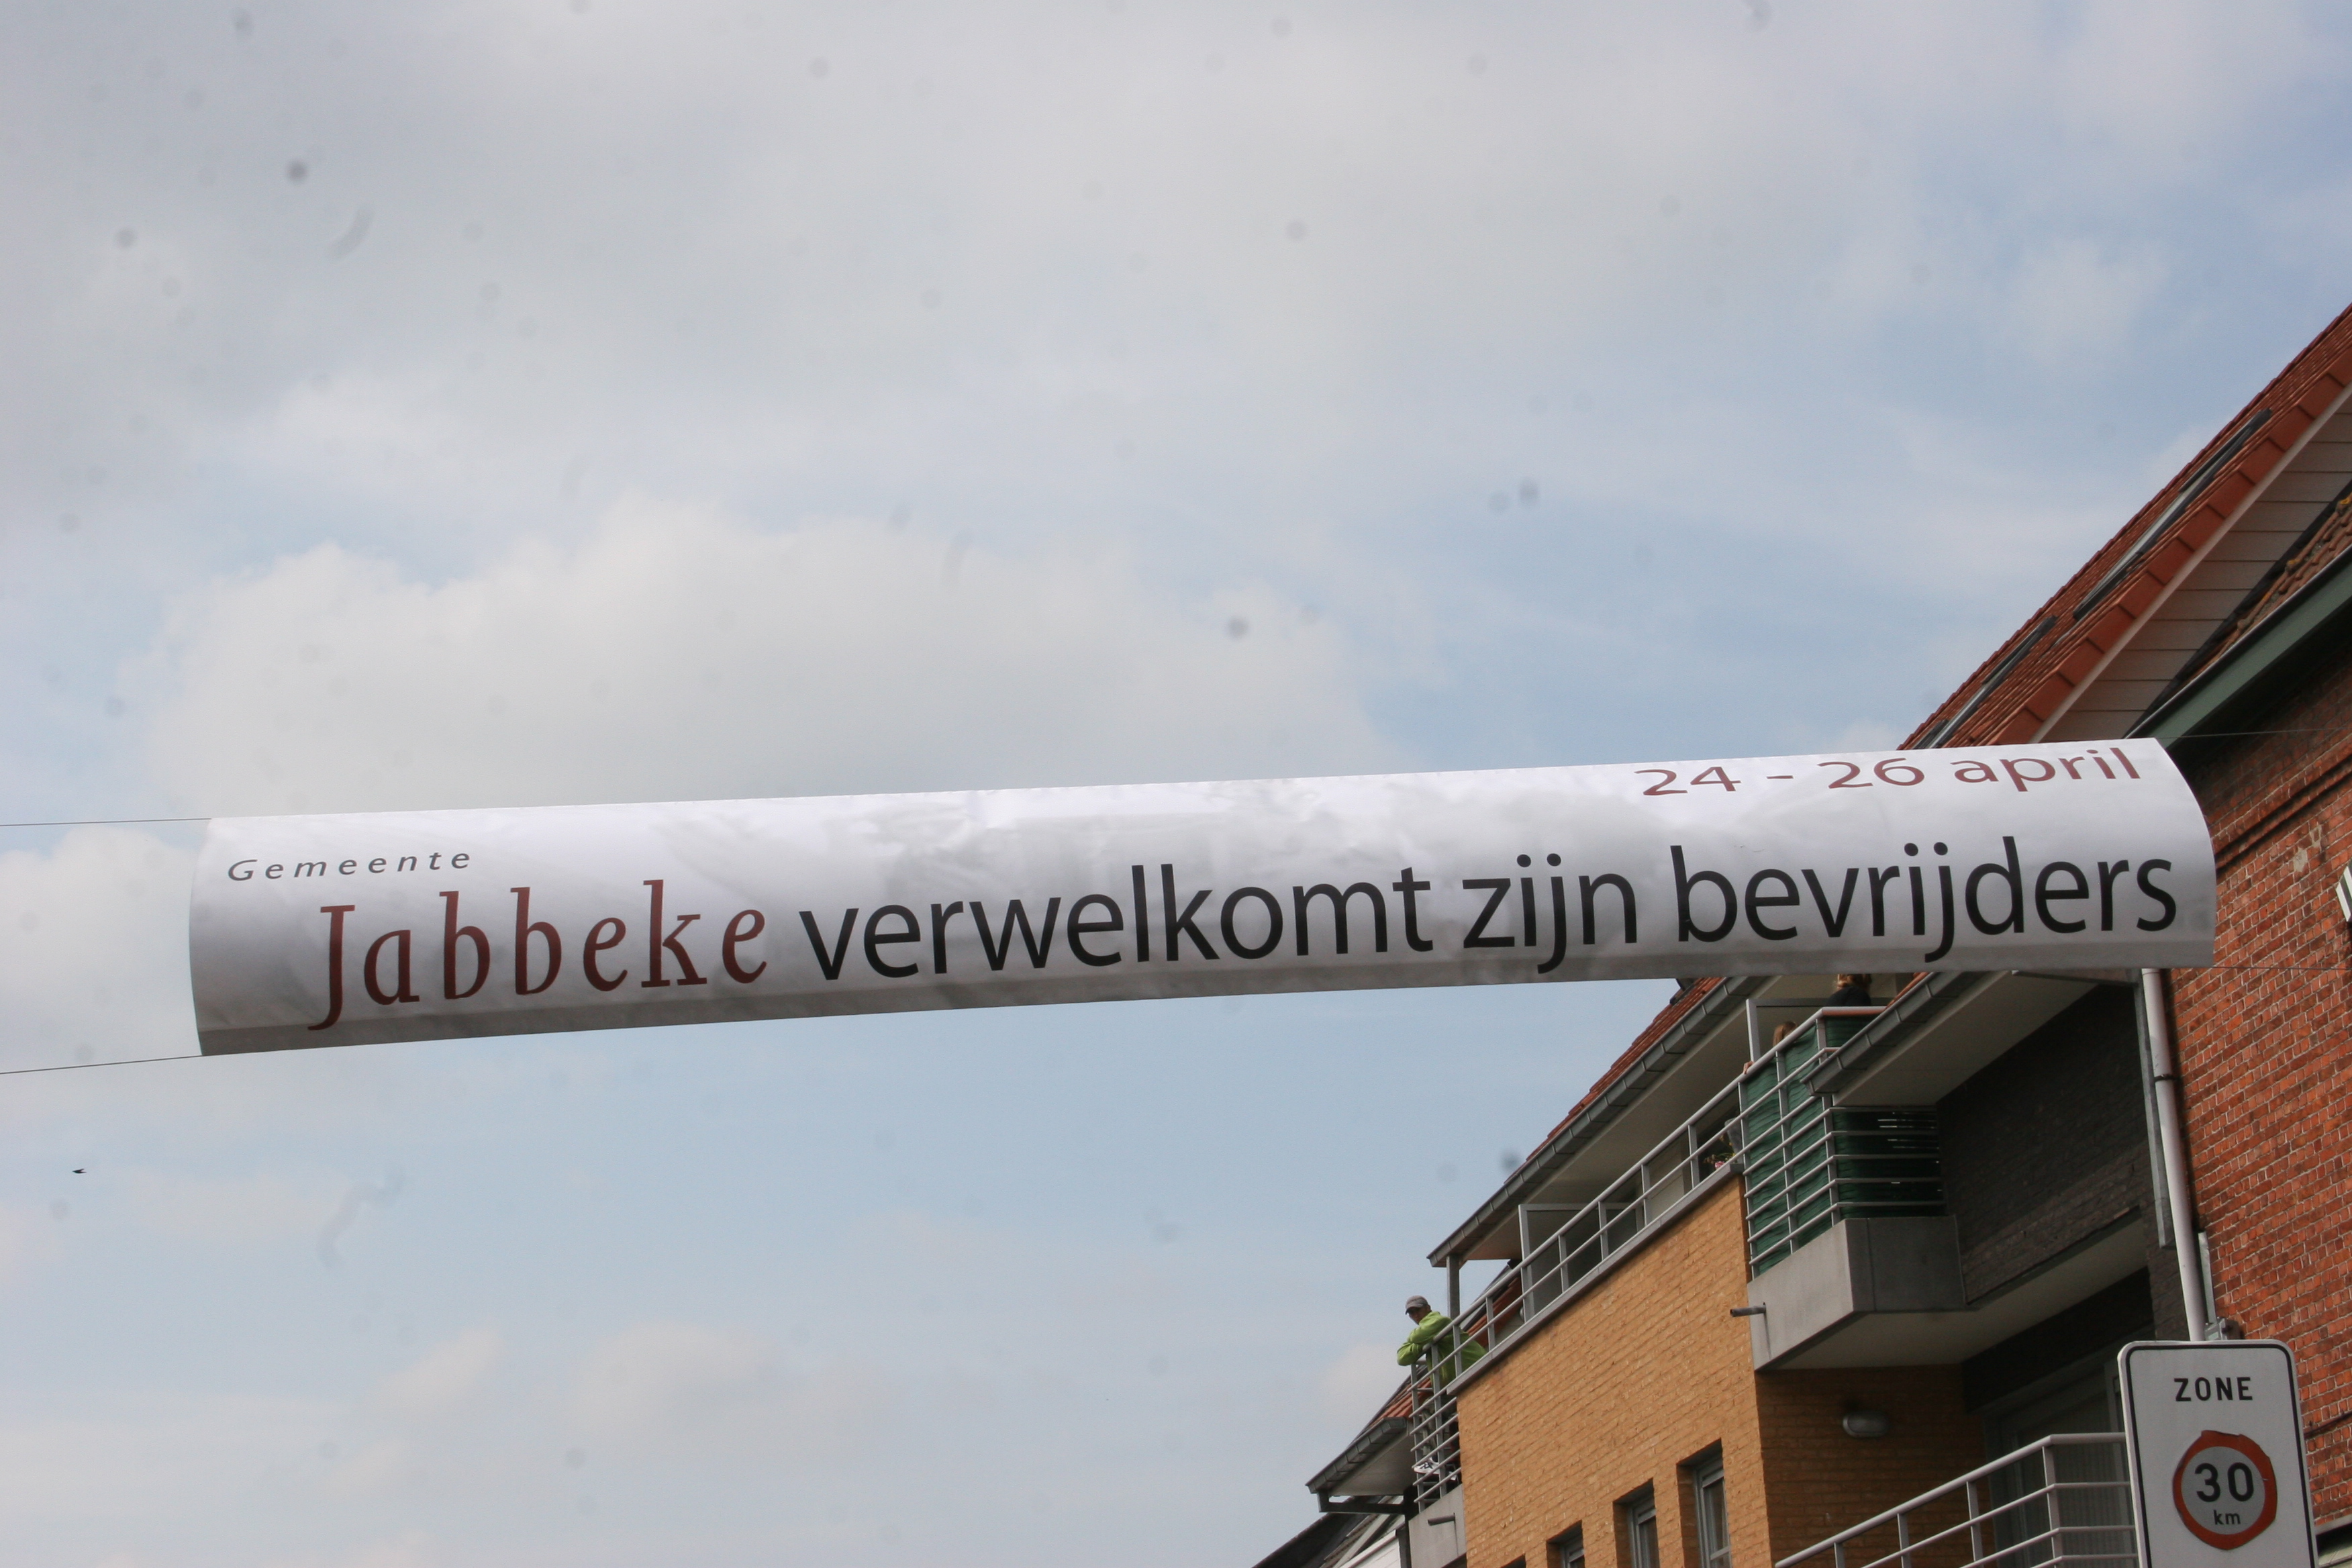 24 - 26 april
Gemeente
Jabbeke verwelkomt zijn bevrijders
ZONE
30
km